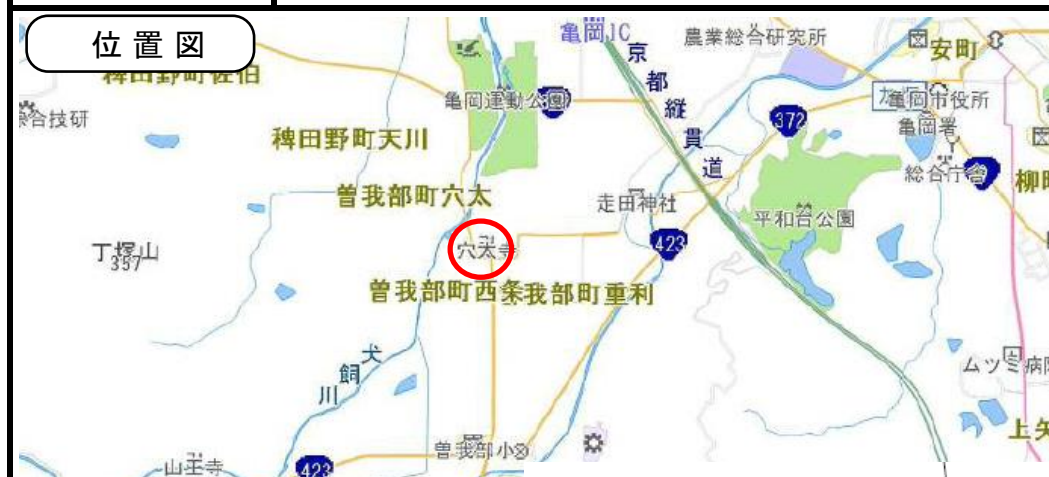 位置図
亀岡IC
農業総合研究所
安町
稗田野町佐伯
京都縦貫道
亀岡運動公園
亀岡市役所
亀岡署
372
総合庁舎
柳町
稗田野町天川
曽我部町穴太
走田神社
平和台公園
丁塚山
357
穴太寺
423
曽我部町西条
我部町重利
犬飼川
ムツミ病院
上矢
曽我部小
山王寺
423